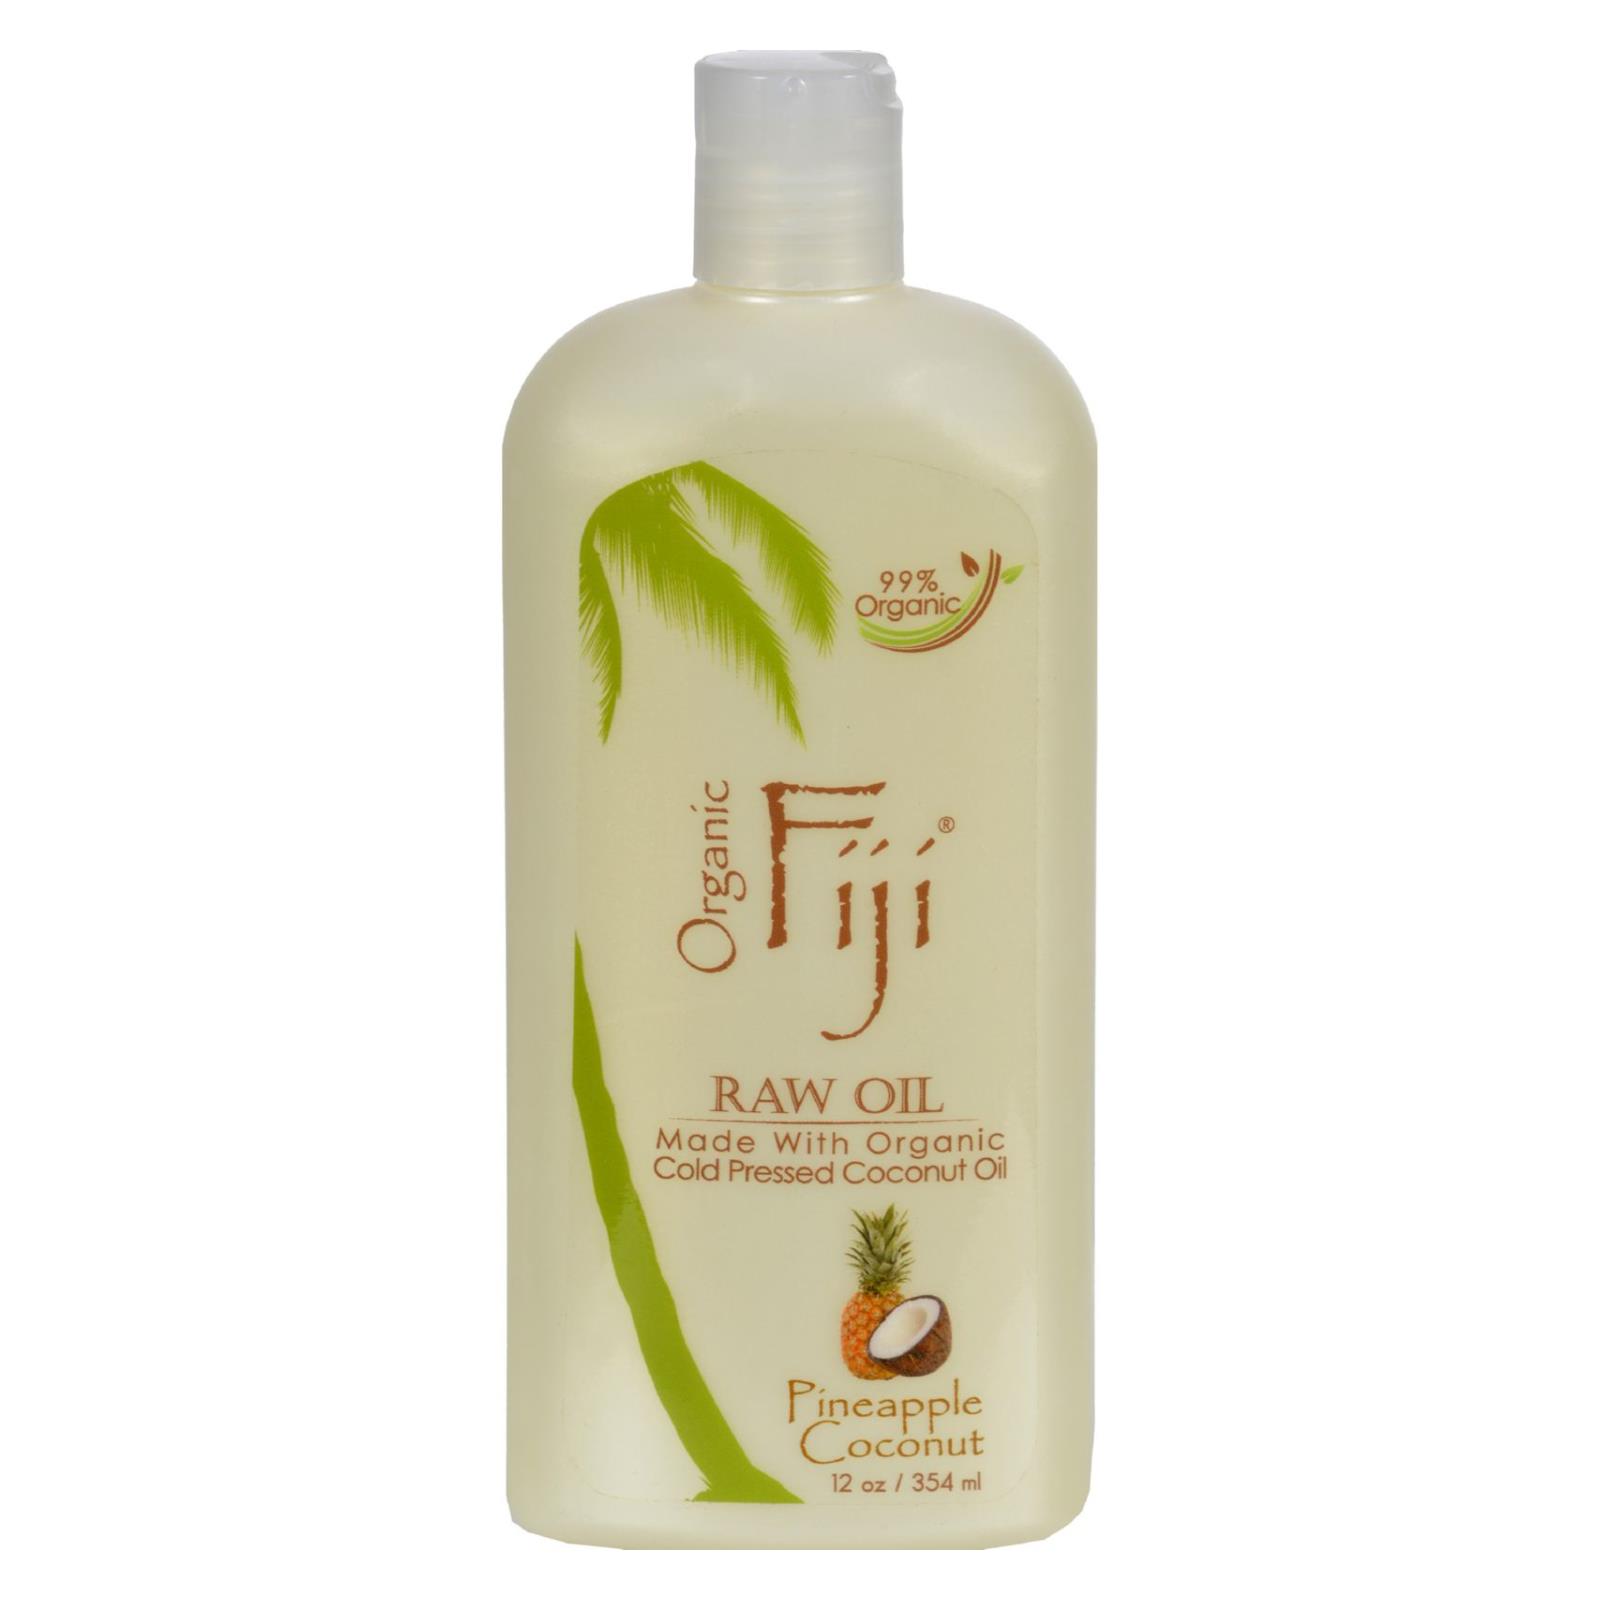 99%
Organic
Organic
Fiji®
RAW OIL
Made With Organic
Cold Pressed Coconut Oil
Pineapple
Coconut
12 oz / 354 ml